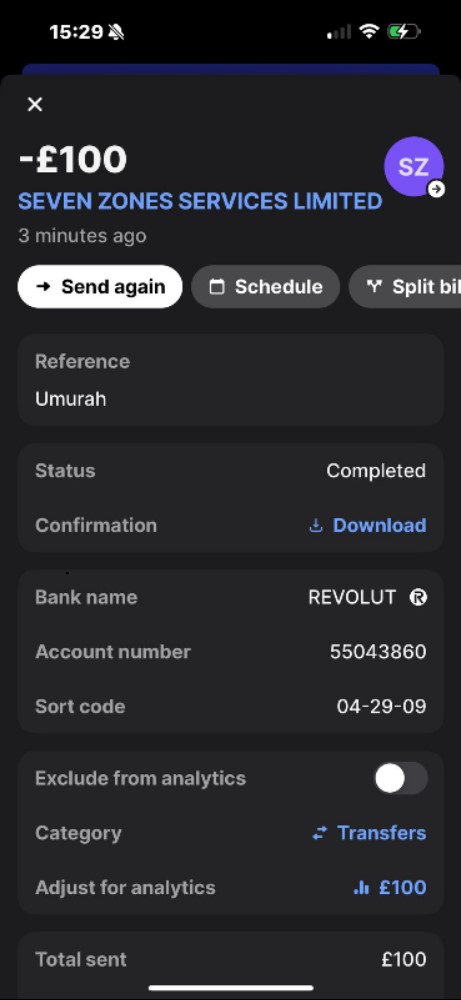 15:29
-£100
SZ
SEVEN ZONES SERVICES LIMITED
3 minutes ago
Send again
Schedule
Split bil
Reference
Umurah
Status Completed
Confirmation Download
Bank name REVOLUT R
Account number 55043860
Sort code 04-29-09
Exclude from analytics
Category Transfers
Adjust for analytics £100
Total sent £100